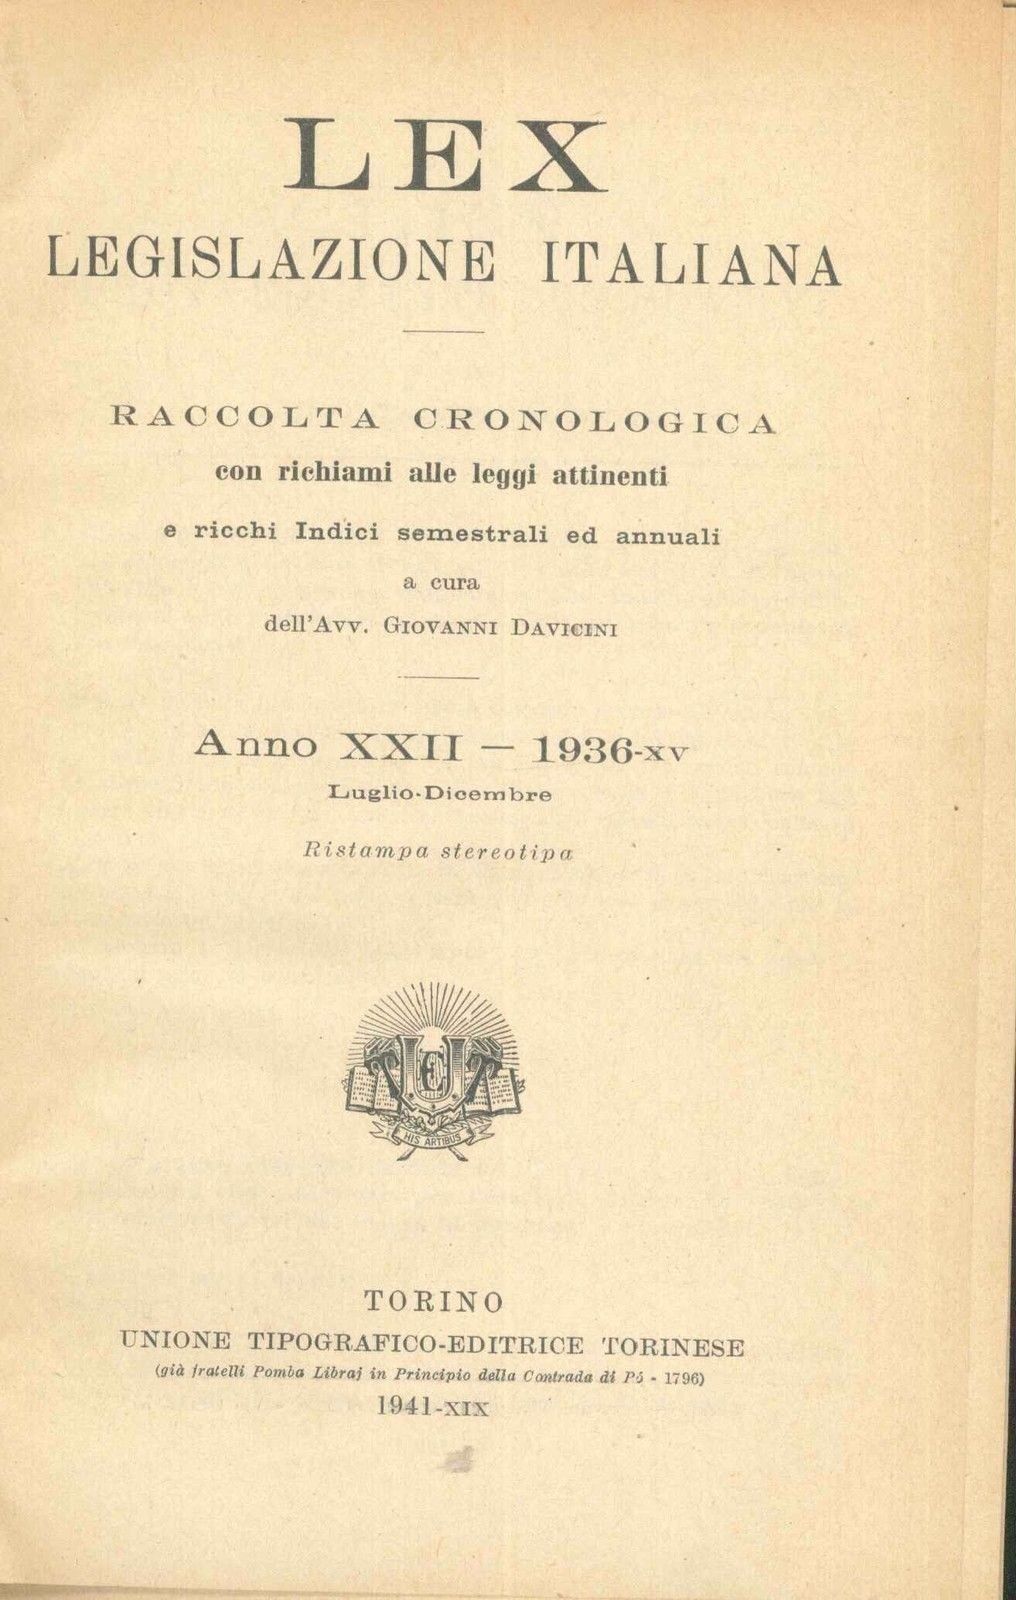 LEX
LEGISLAZIONE ITALIANA
RACCOLTA CRONOLOGICA
con richiami alle leggi attinenti
e ricchi Indici semestrali ed annuali
a cura
dell'Avv. GIOVANNI DAVICINI
Anno XXII — 1936-XV
Luglio-Dicembre
Ristampa stereotipa
UTE
HIS ARTIBUS
TORINO
UNIONE TIPOGRAFICO-EDITRICE TORINESE
(già fratelli Pomba Libraj in Principio della Contrada di Pò - 1796)
1941-XIX